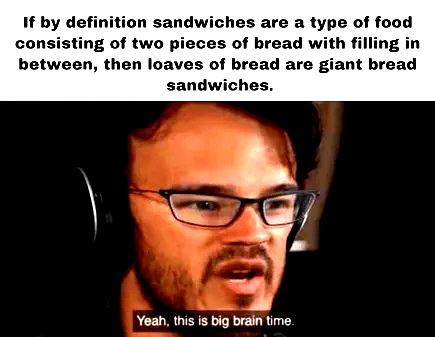 If by definition sandwiches are a type of food
consisting of two pieces of bread with filling in
between, then loaves of bread are giant bread
sandwiches.
Yeah, this is big brain time.